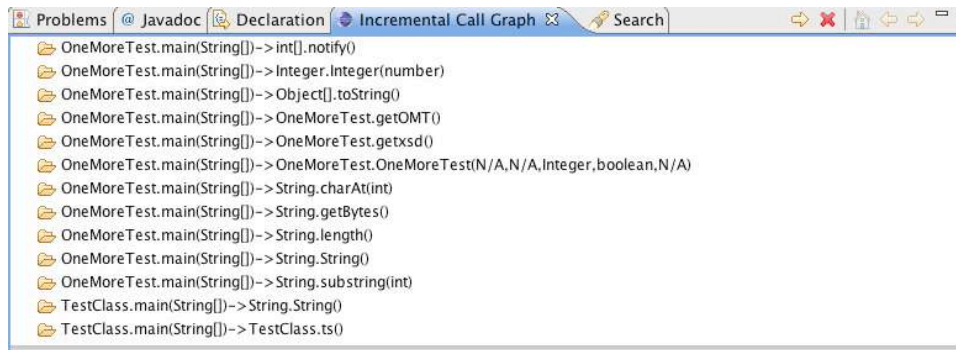 Problems @ Javadoc Declaration Incremental Call Graph Search
OneMoreTest.main(String[])->int[].notify()
OneMoreTest.main(String[])->Integer.Integer(number)
OneMoreTest.main(String[])->Object[].toString()
OneMoreTest.main(String[])->OneMoreTest.getOMT()
OneMoreTest.main(String[])->OneMoreTest.getxsd()
OneMoreTest.main(String[])->OneMoreTest.OneMoreTest(N/A,N/A,Integer,boolean,N/A)
OneMoreTest.main(String[])->String.charAt(int)
OneMoreTest.main(String[])->String.getBytes()
OneMoreTest.main(String[])->String.length()
OneMoreTest.main(String[])->String.String()
OneMoreTest.main(String[])->String.substring(int)
TestClass.main(String[])->String.String()
TestClass.main(String[])->TestClass.ts()